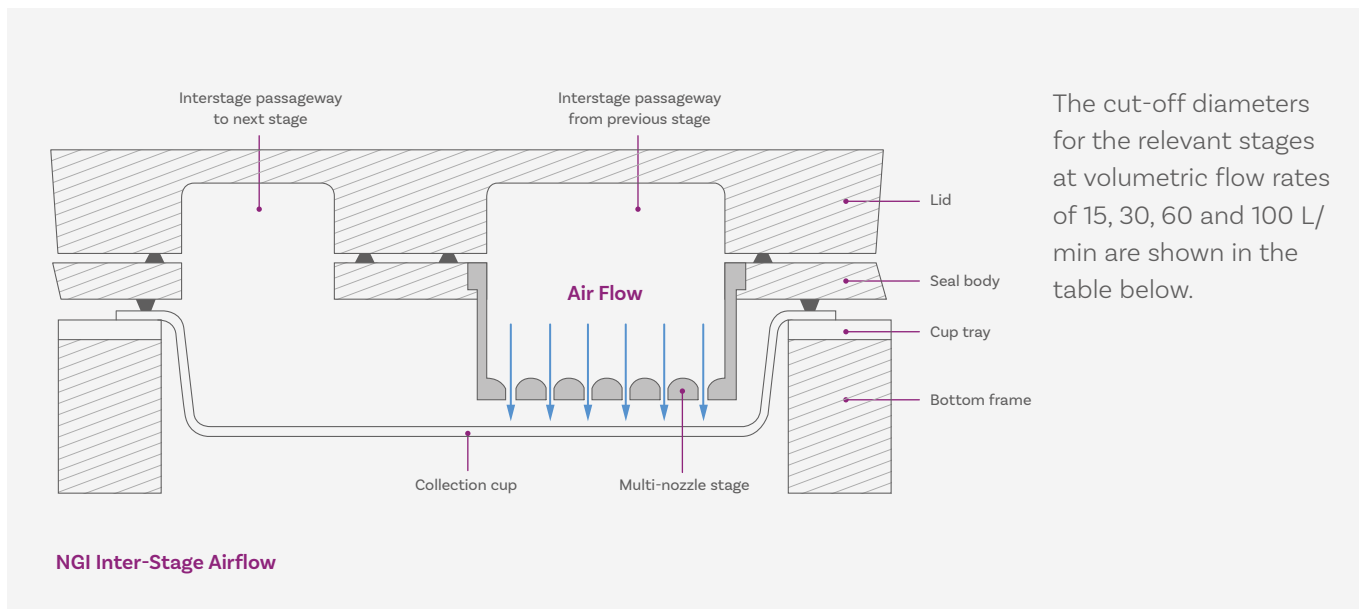 Interstage passageway
to next stage
Interstage passageway
from previous stage
The cut-off diameters
for the relevant stages
at volumetric flow rates
of 15, 30, 60 and 100 L/
min are shown in the
table below.
Lid
Seal body
Air Flow
Cup tray
Bottom frame
Collection cup
Multi-nozzle stage
NGI Inter-Stage Airflow